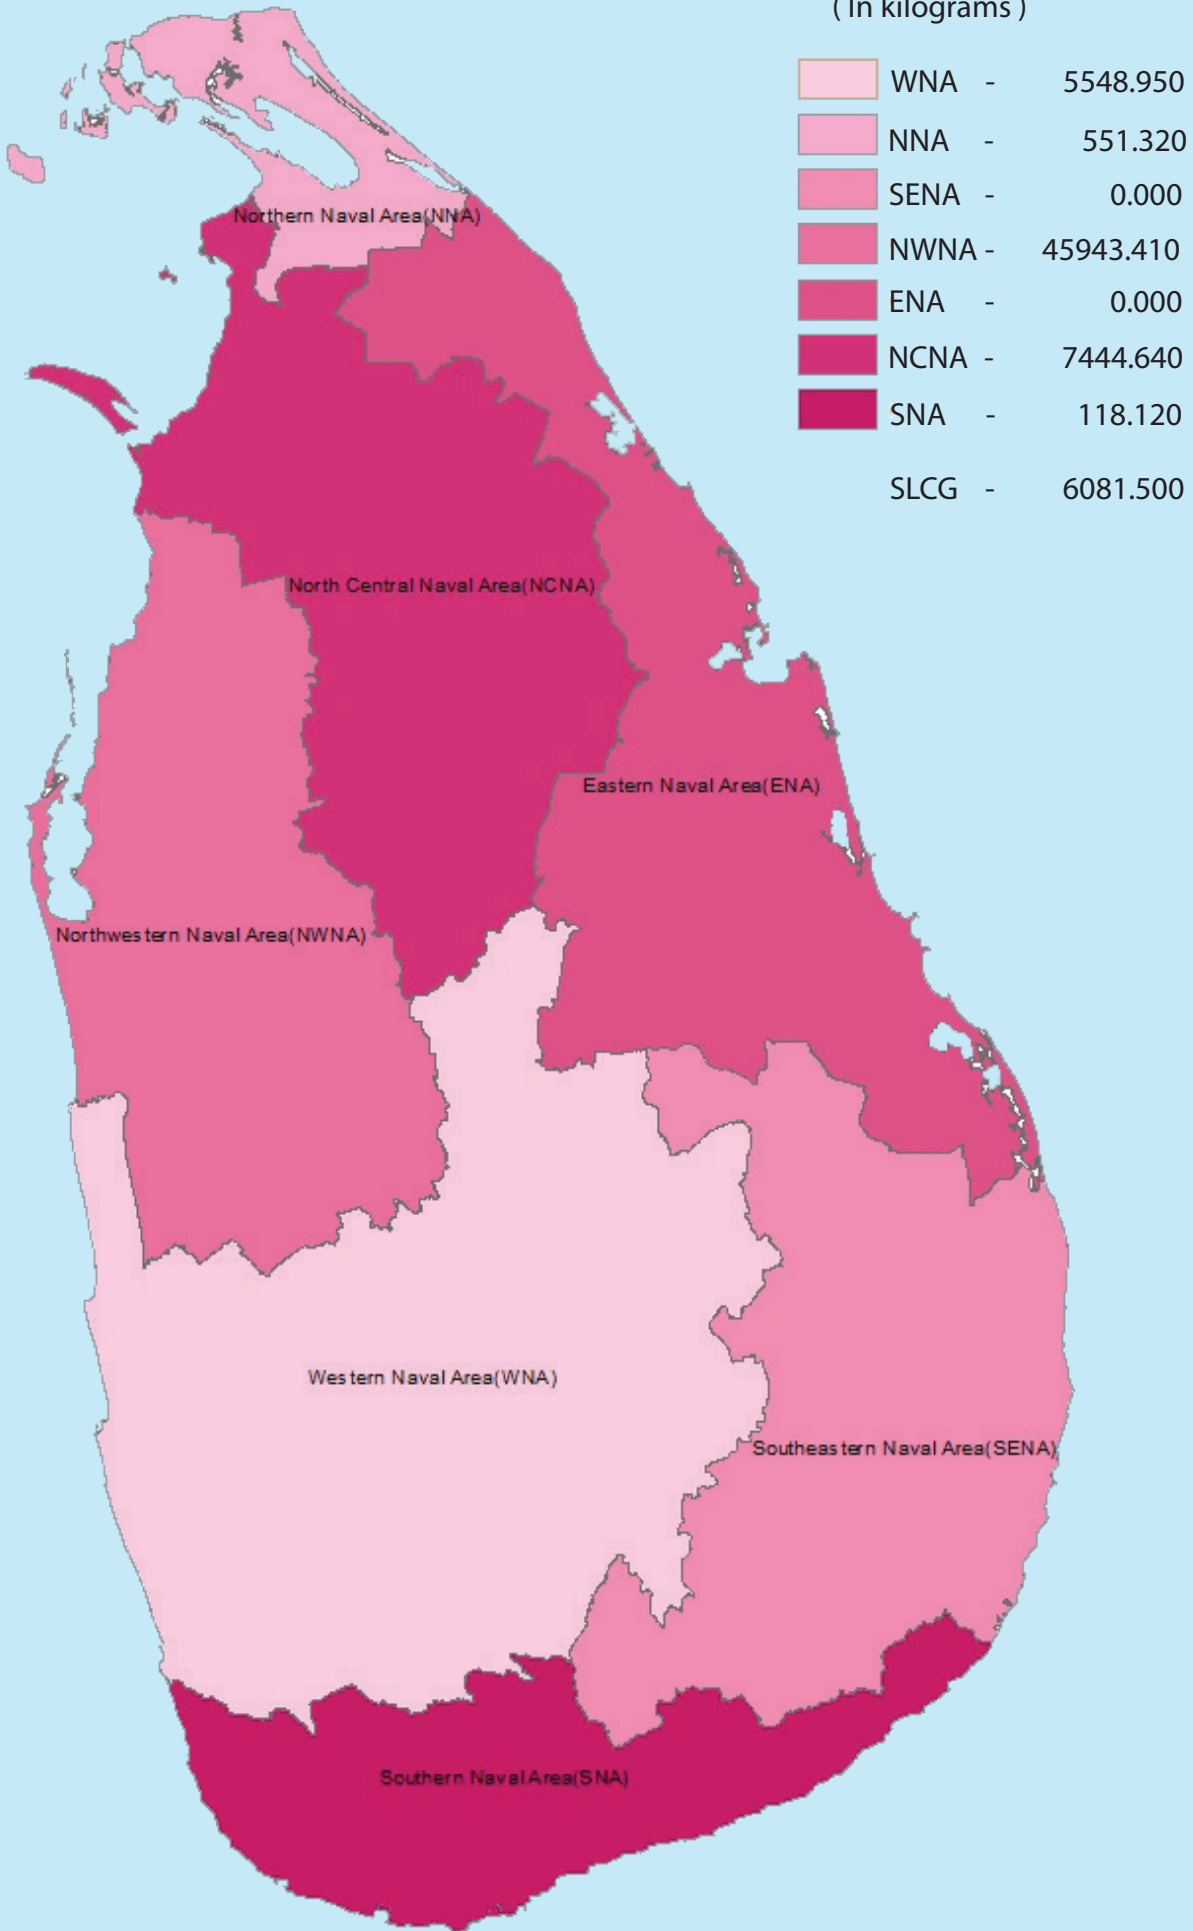 ( In kilograms )
WNA - 5548.950
NNA - 551.320
SENA - 0.000
NWNA - 45943.410
ENA - 0.000
NCNA - 7444.640
SNA - 118.120
SLCG - 6081.500
Northern Naval Area(NNA)
North Central Naval Area(NCNA)
Eastern Naval Area(ENA)
Northwestern Naval Area(NWNA)
Western Naval Area(WNA)
Southeastern Naval Area(SENA)
Southern Naval Area(SNA)